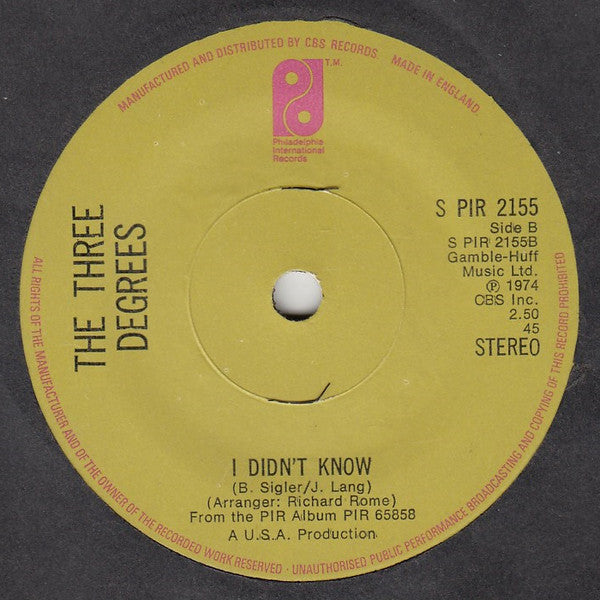 MANUFACTURED AND DISTRIBUTED BY CBS RECORDS. MADE IN ENGLAND.
T.M.
Philadelphia
International
Records
THE THREE
DEGREES
S PIR 2155
Side B
S PIR 2155B
Gamble-Huff
Music Ltd.
℗ 1974
CBS Inc.
2.50
45
STEREO
I DIDN'T KNOW
(B. Sigler/J. Lang)
(Arranger: Richard Rome)
From the PIR Album PIR 65858
A U.S.A. Production
ALL RIGHTS OF THE MANUFACTURER AND OF THE OWNER OF THE RECORDED WORK RESERVED · UNAUTHORISED PUBLIC PERFORMANCE BROADCASTING AND COPYING OF THIS RECORD PROHIBITED